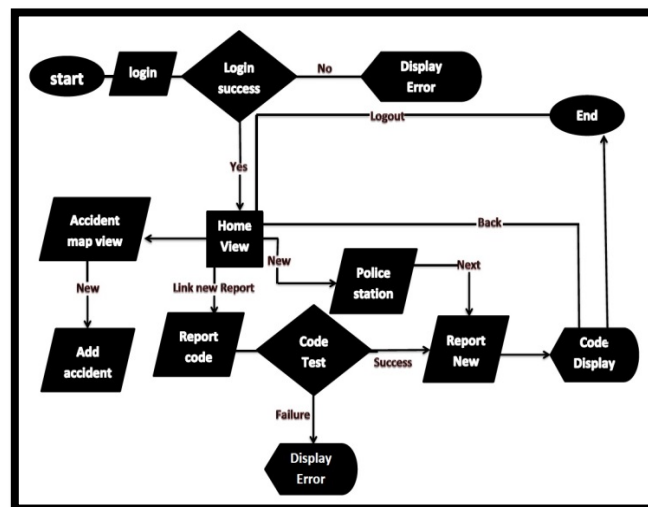 start
login
Login
success
No
Display
Error
Logout
End
Yes
Accident
map view
Home
View
Back
New
New
Police
station
Next
Link new Report
Add
accident
Report
code
Code
Test
Success
Report
New
Code
Display
Failure
Display
Error